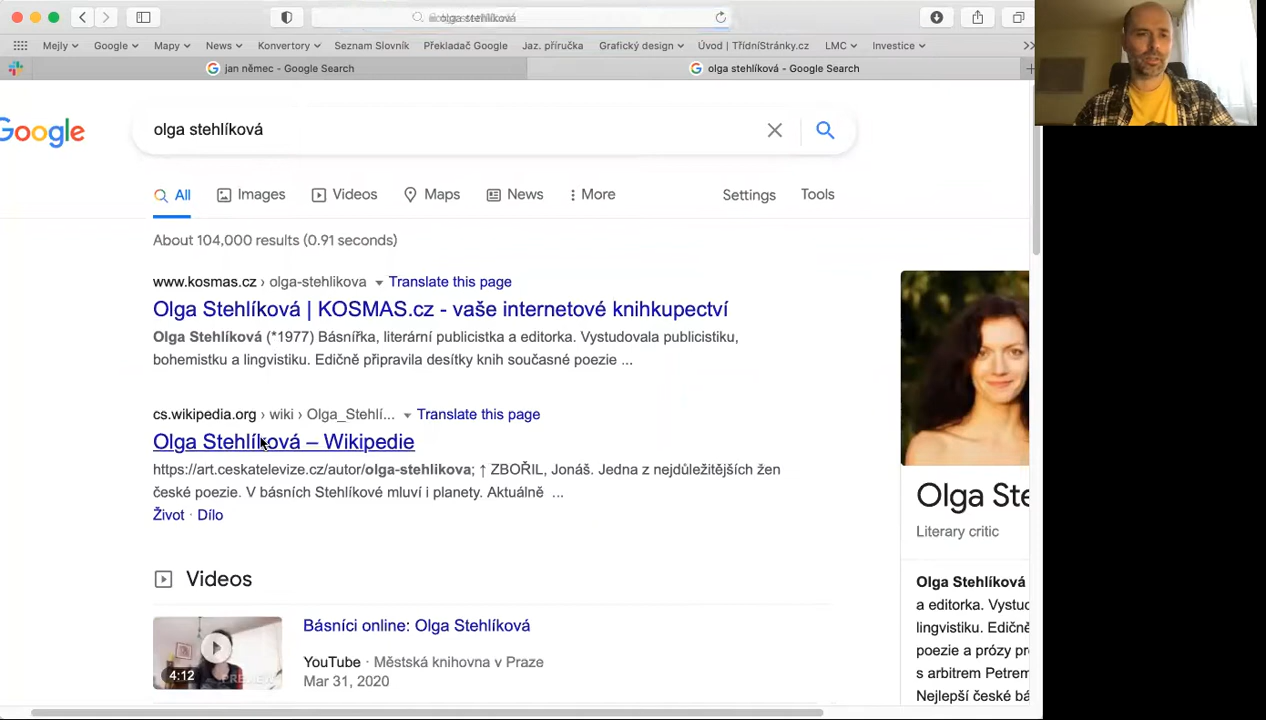 olga stehlíková
Mejly Google Mapy News Konvertory Seznam Slovník Překladač Google Jaz. příručka Grafický design Úvod | TřídníStránky.cz LMC Investice
jan němec - Google Search
olga stehlíková - Google Search
Google
olga stehlíková
All Images Videos Maps News More Settings Tools
About 104,000 results (0.91 seconds)
www.kosmas.cz › olga-stehlikova Translate this page
Olga Stehlíková | KOSMAS.cz - vaše internetové knihkupectví
Olga Stehlíková (*1977) Básnířka, literární publicistka a editorka. Vystudovala publicistiku,
bohemistku a lingvistiku. Edičně připravila desítky knih současné poezie ...
cs.wikipedia.org › wiki › Olga_Stehlí... Translate this page
Olga Stehlíková – Wikipedie
https://art.ceskatelevize.cz/autor/olga-stehlikova; ↑ ZBOŘIL, Jonáš. Jedna z nejdůležitějších žen
české poezie. V básních Stehlíkové mluví i planety. Aktuálně ...
Život · Dílo
Videos
4:12
Básníci online: Olga Stehlíková
YouTube · Městská knihovna v Praze
Mar 31, 2020
Olga Ste
Literary critic
Olga Stehlíková
a editorka. Vystu
lingvistiku. Edičn
poezie a prózy pr
s arbitrem Petrem
Nejlepší české bá